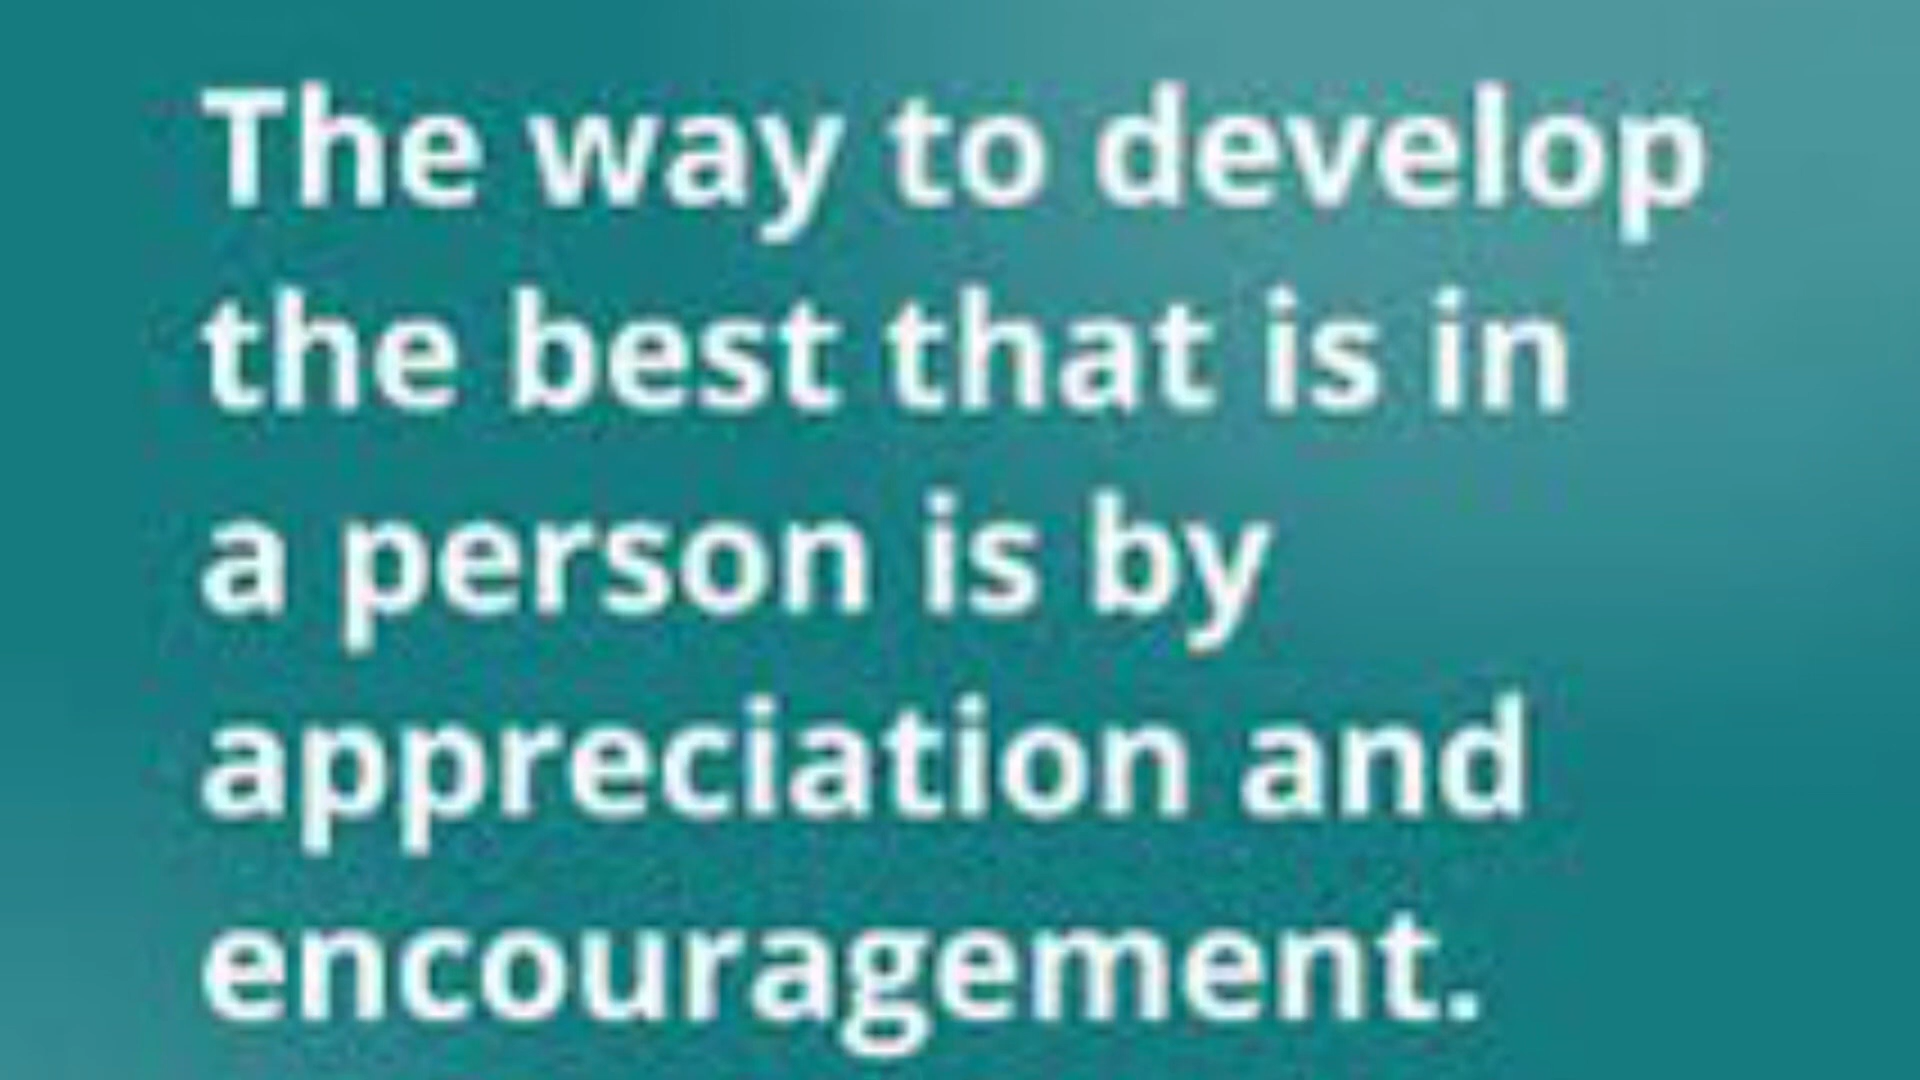 The way to develop
the best that is in
a person is by
appreciation and
encouragement.